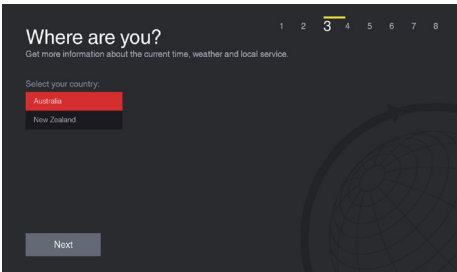 1 2 3 4 5 6 7 8
Where are you?
Get more information about the current time, weather and local service.
Select your country:
Australia
New Zealand
Next